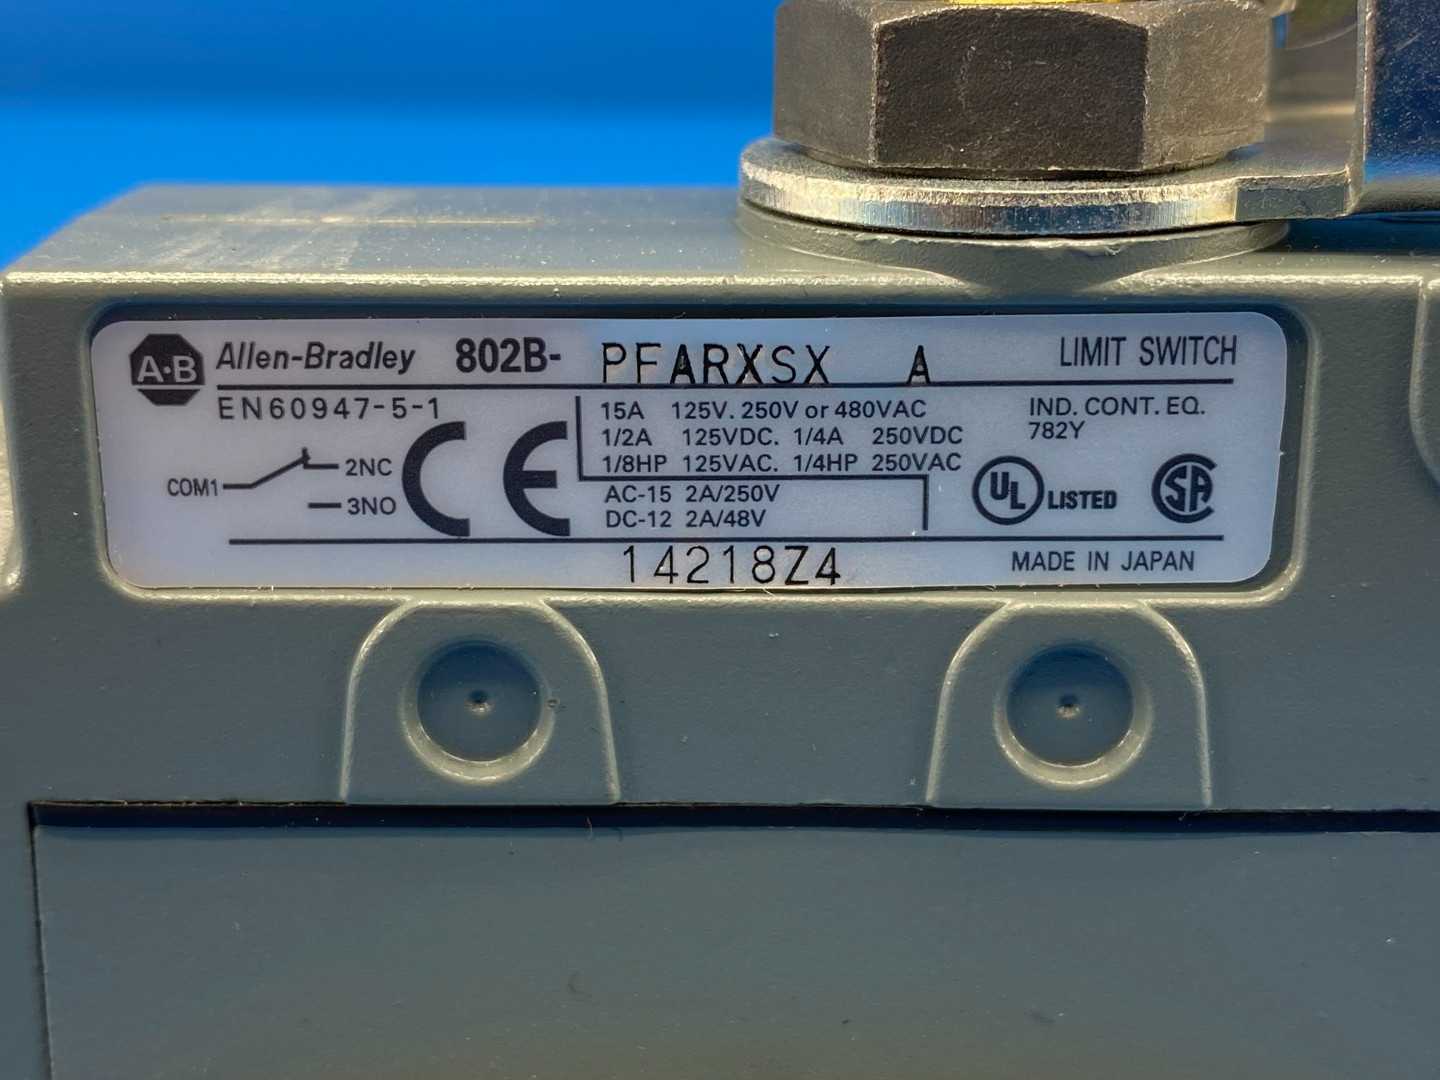 A·B Allen-Bradley 802B- PFARXSX A LIMIT SWITCH
EN60947-5-1
15A 125V. 250V or 480VAC
1/2A 125VDC. 1/4A 250VDC
1/8HP 125VAC. 1/4HP 250VAC
IND. CONT. EQ.
782Y
COM1 2NC
3NO
CE
AC-15 2A/250V
DC-12 2A/48V
UL LISTED
SA
14218Z4
MADE IN JAPAN